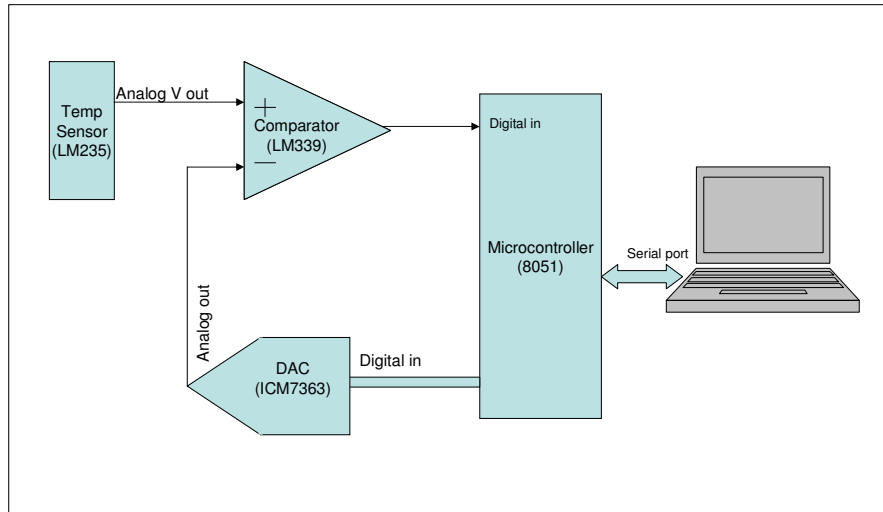 Temp
Sensor
(LM235)
Analog V out
+
Comparator
(LM339)
—
Digital in
Microcontroller
(8051)
Serial port
Analog out
DAC
(ICM7363)
Digital in